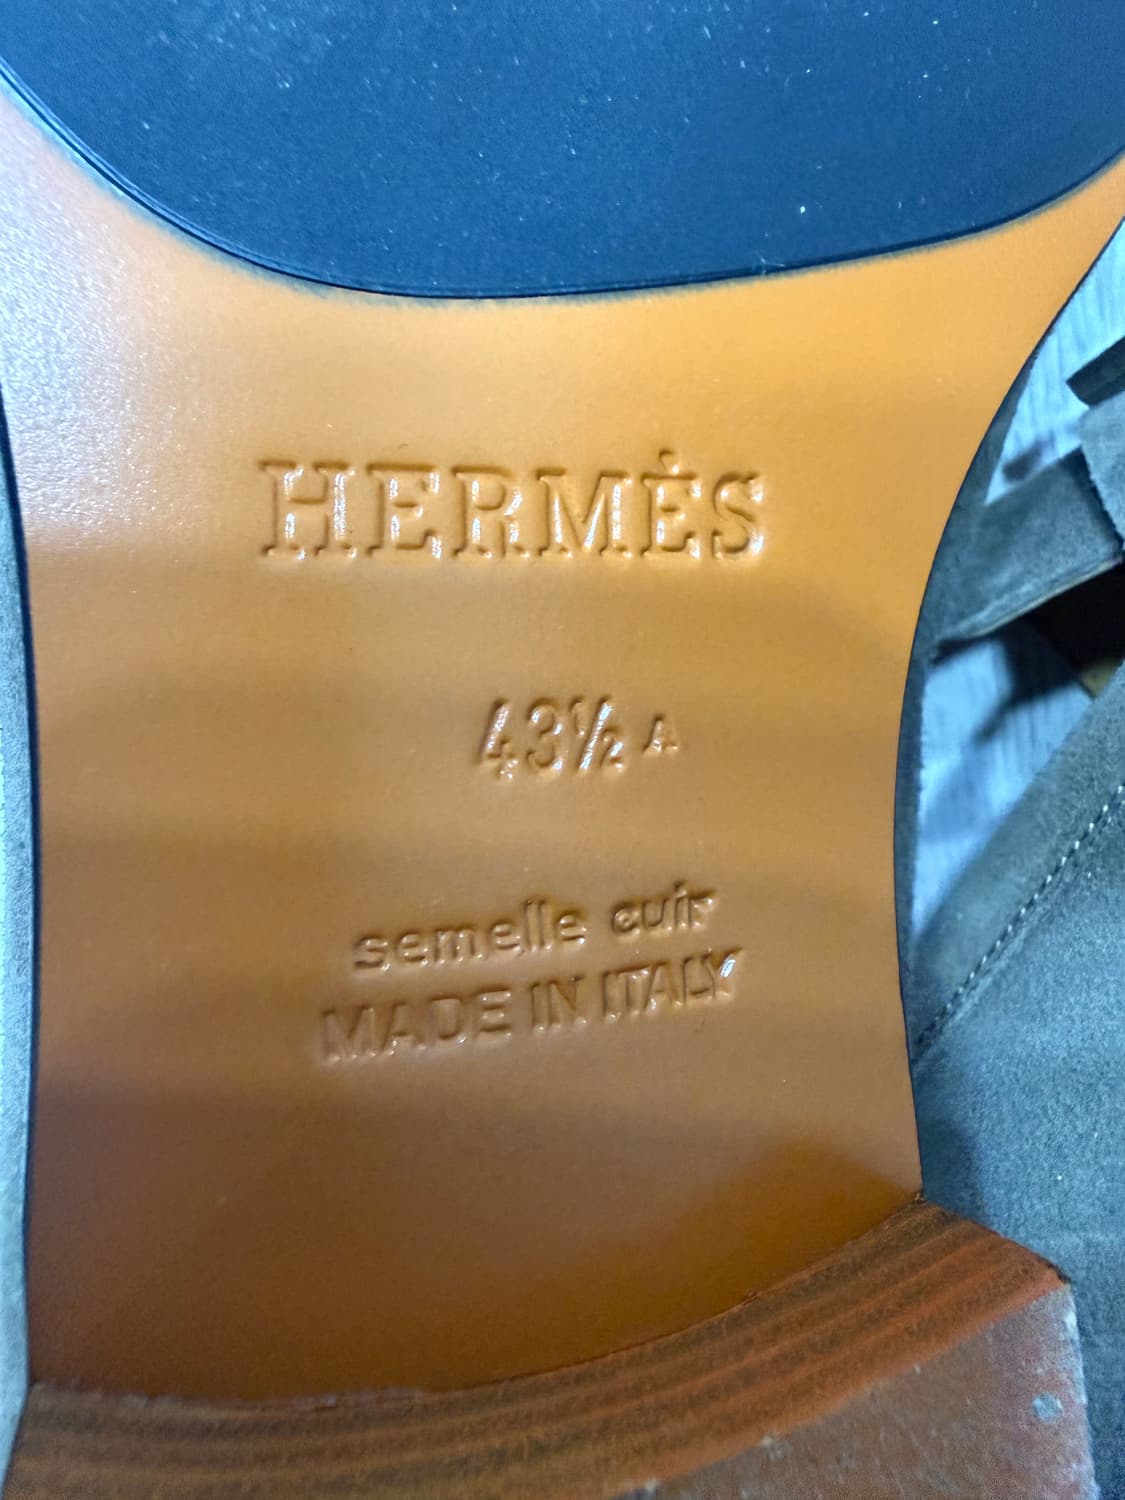 HERMÈS
43½ A
semelle cuir
MADE IN ITALY